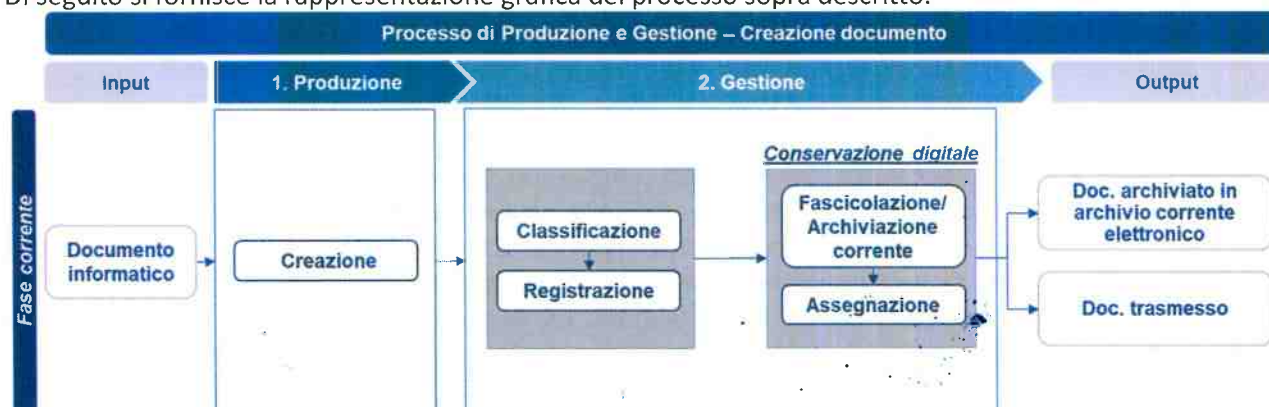 Di seguito si fornisce la rappresentazione grafica del processo sopra descritto:
Processo di Produzione e Gestione – Creazione documento
Input
1. Produzione
2. Gestione
Output
Fase corrente
Documento
informatico
Creazione
Classificazione
Registrazione
Conservazione digitale
Fascicolazione/
Archiviazione
corrente
Assegnazione
Doc. archiviato in
archivio corrente
elettronico
Doc. trasmesso